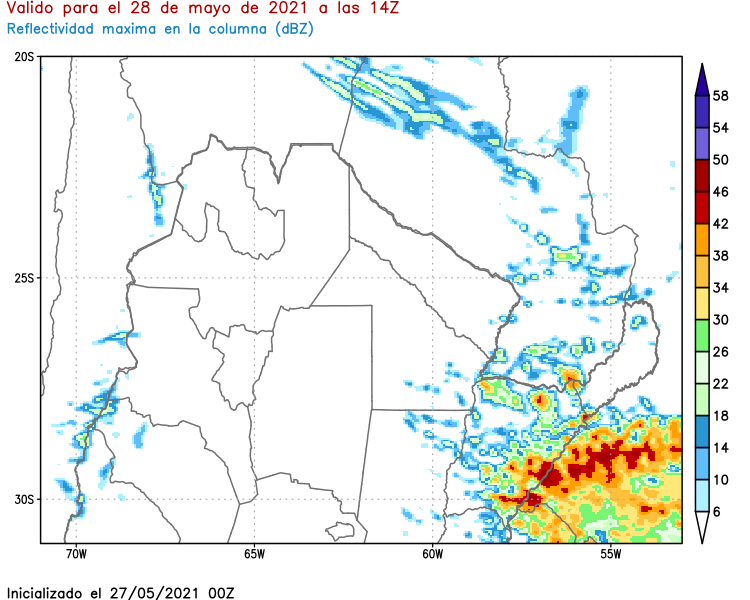 Valido para el 28 de mayo de 2021 a las 14Z
Reflectividad maxima en la columna (dBZ)
20S
25S
30S
70W
65W
60W
55W
58
54
50
46
42
38
34
30
26
22
18
14
10
6
Inicializado el 27/05/2021 00Z